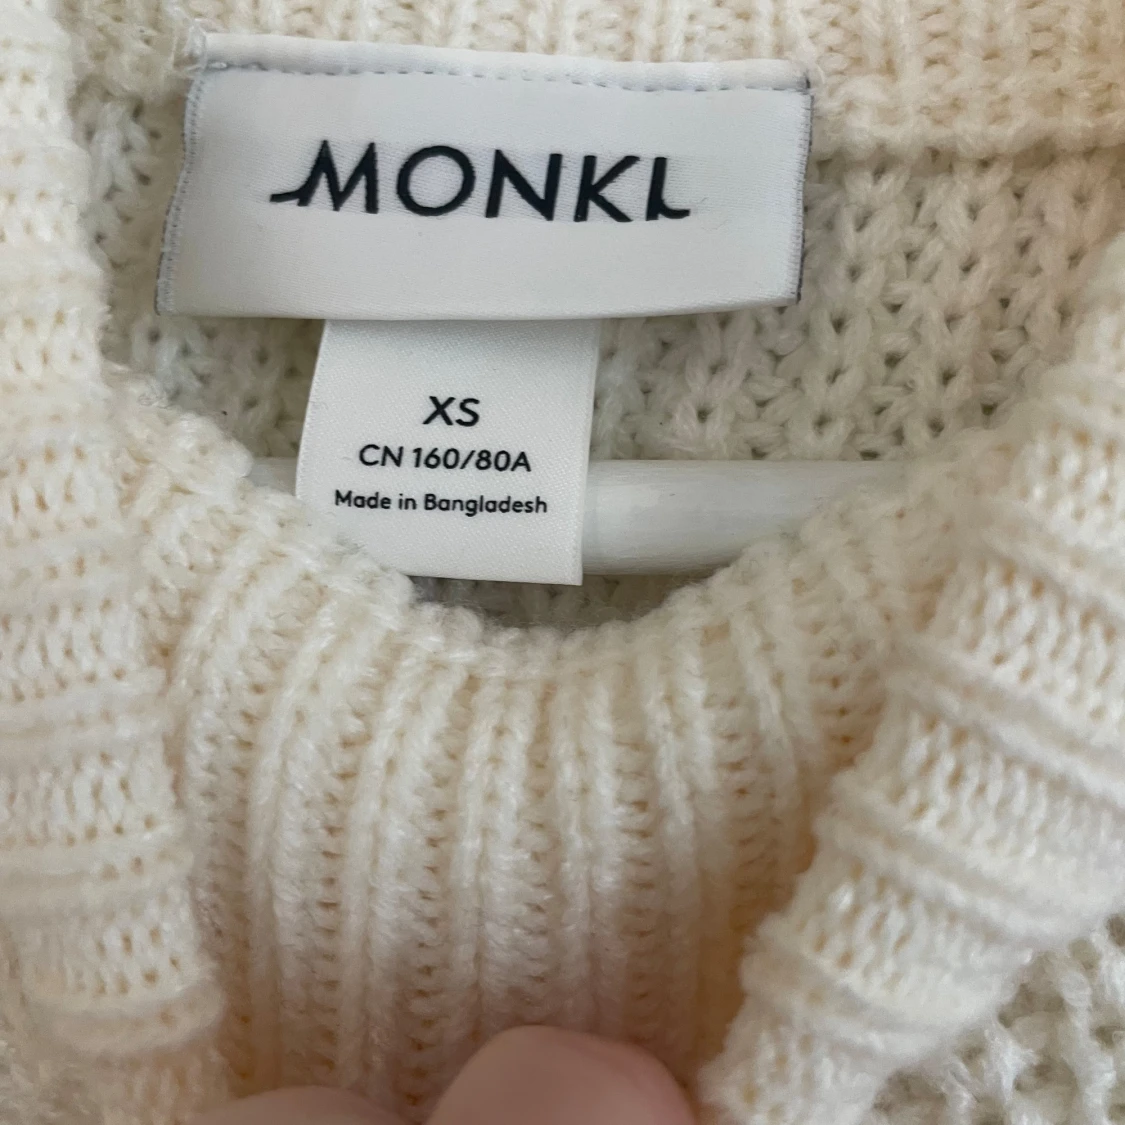 MONKI
XS
CN 160/80A
Made in Bangladesh